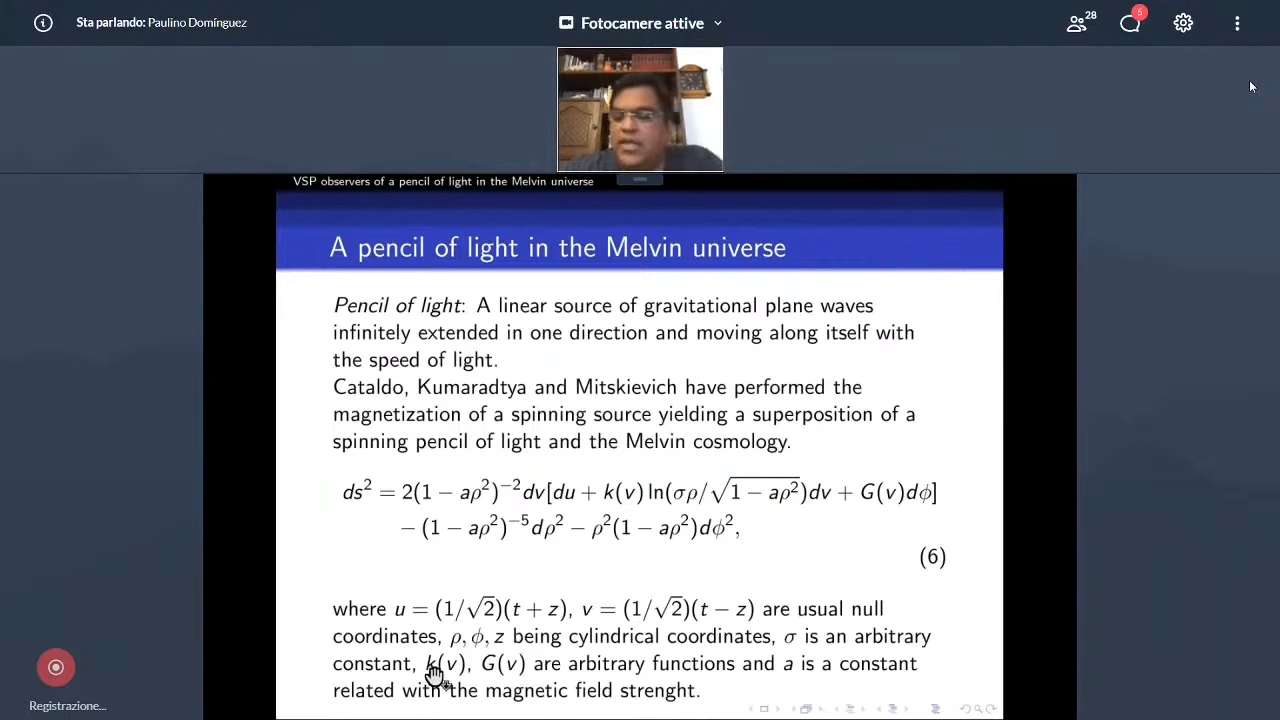 Sta parlando: Paulino Domínguez
Fotocamere attive
28
5
VSP observers of a pencil of light in the Melvin universe
A pencil of light in the Melvin universe
Pencil of light: A linear source of gravitational plane waves
infinitely extended in one direction and moving along itself with
the speed of light.
Cataldo, Kumaradtya and Mitskievich have performed the
magnetization of a spinning source yielding a superposition of a
spinning pencil of light and the Melvin cosmology.
ds² = 2(1 − aρ²)⁻²dv[du + k(v) ln(σρ/√(1 − aρ²))dv + G(v)dϕ]
− (1 − aρ²)⁻⁵dρ² − ρ²(1 − aρ²)dϕ²,
(6)
where u = (1/√2)(t + z), v = (1/√2)(t − z) are usual null
coordinates, ρ, ϕ, z being cylindrical coordinates, σ is an arbitrary
constant, k(v), G(v) are arbitrary functions and a is a constant
related with the magnetic field strenght.
Registrazione...